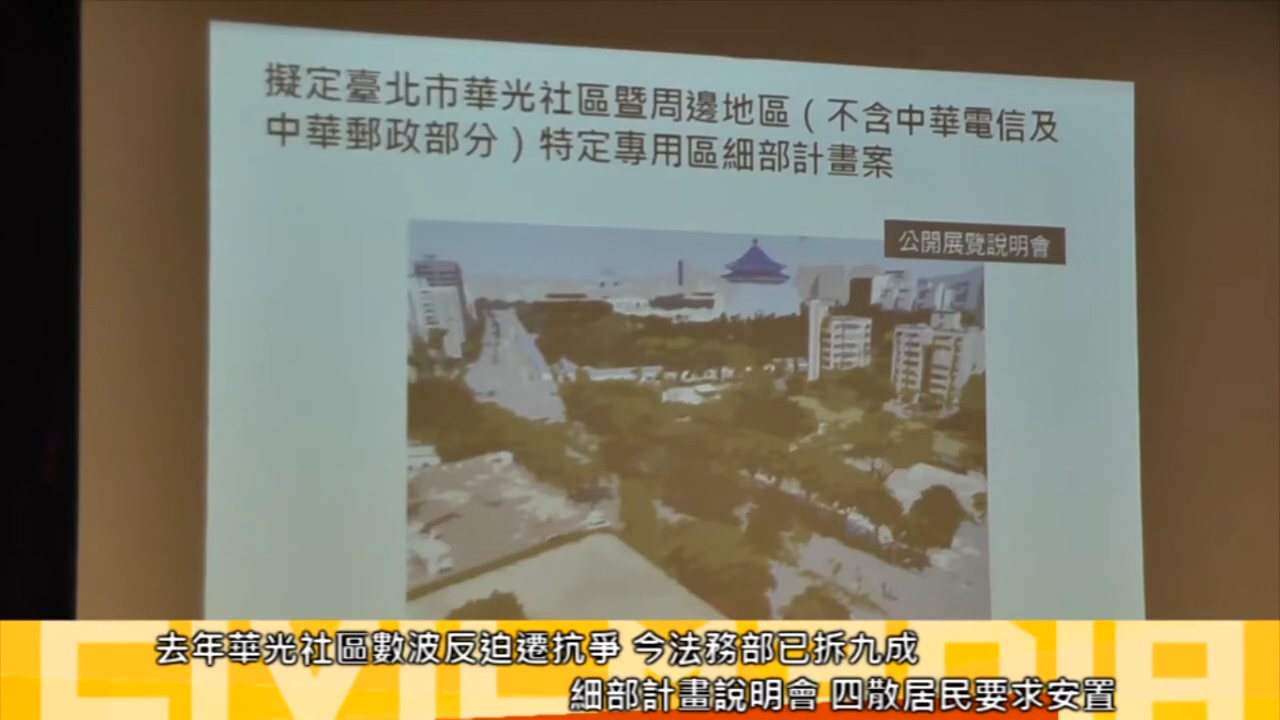 擬定臺北市華光社區暨周邊地區（不含中華電信及
中華郵政部分）特定專用區細部計畫案
公開展覽說明會
去年華光社區數波反迫遷抗爭 今法務部已拆九成
細部計畫說明會 四散居民要求安置